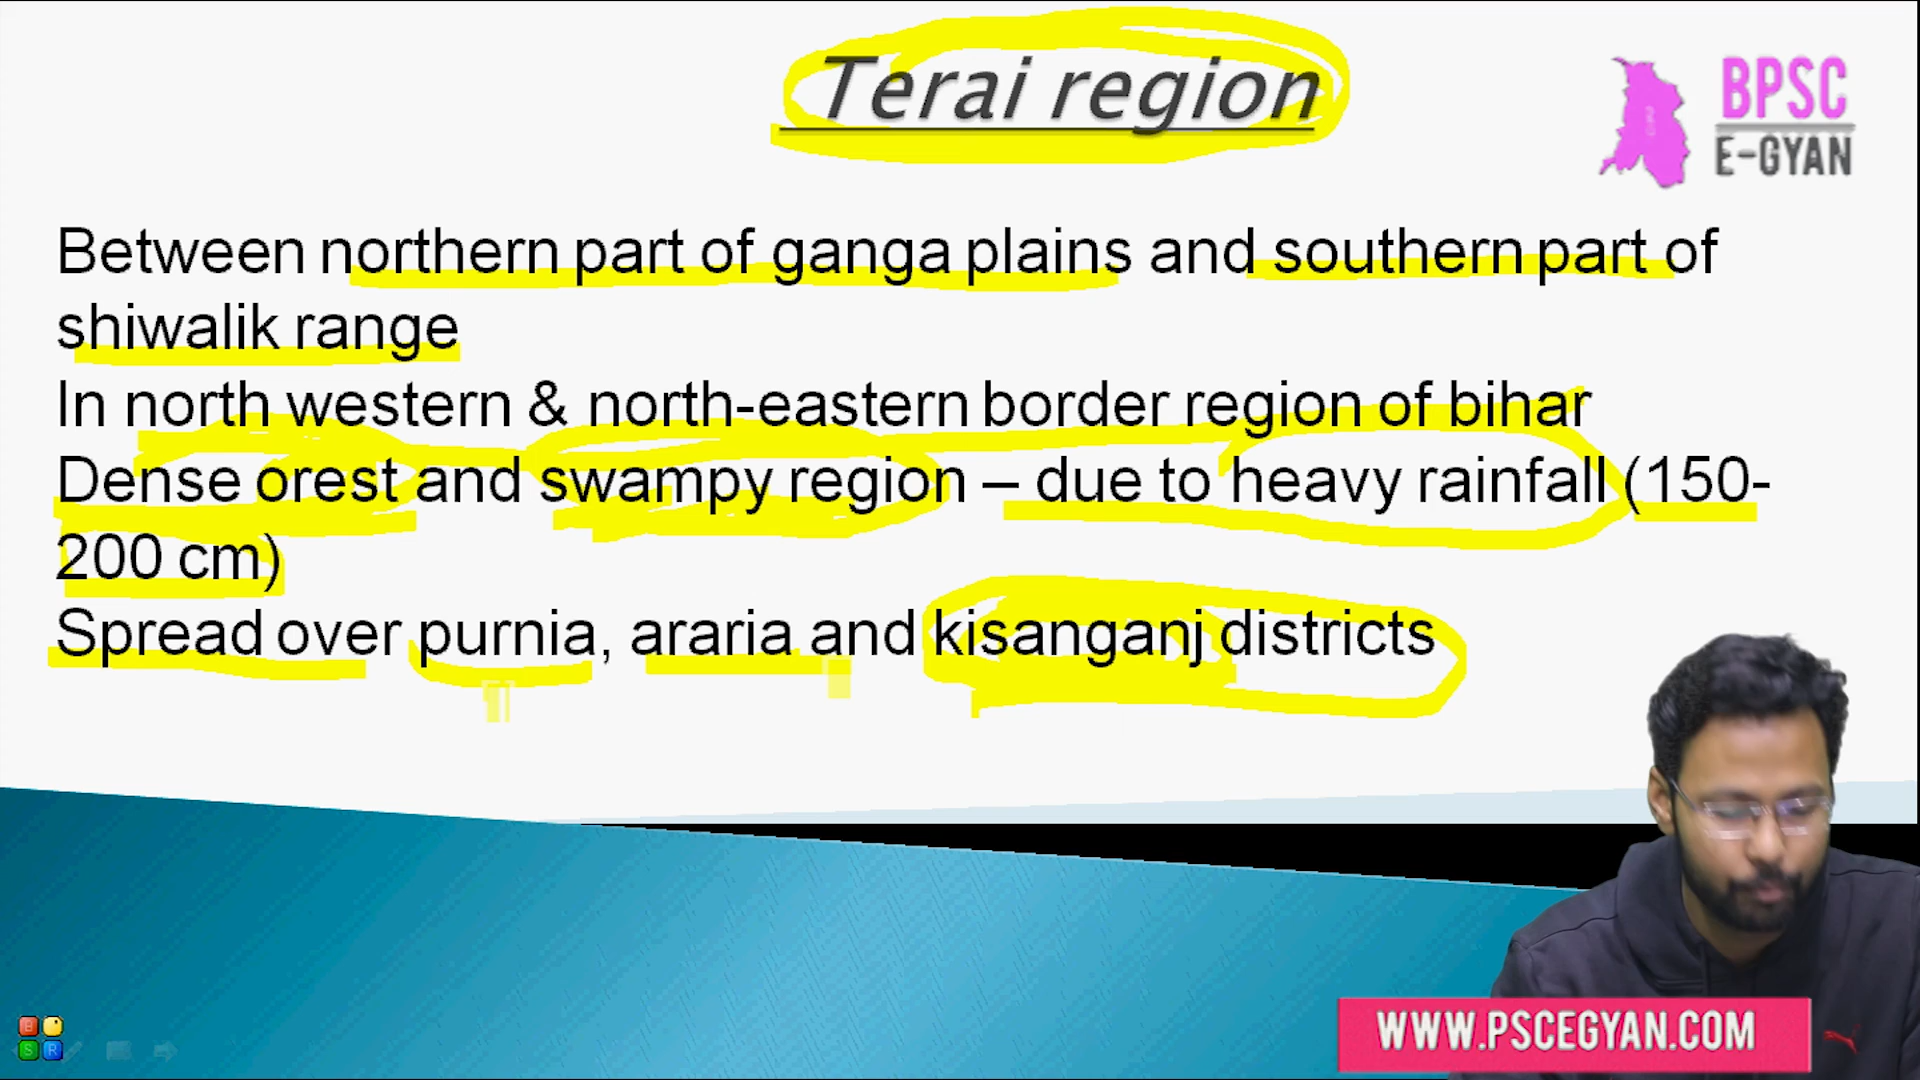 Terai region
BPSC
E-GYAN
Between northern part of ganga plains and southern part of
shiwalik range
In north western & north-eastern border region of bihar
Dense orest and swampy region – due to heavy rainfall (150-
200 cm)
Spread over purnia, araria and kisanganj districts
WWW.PSCEGYAN.COM
B
S R